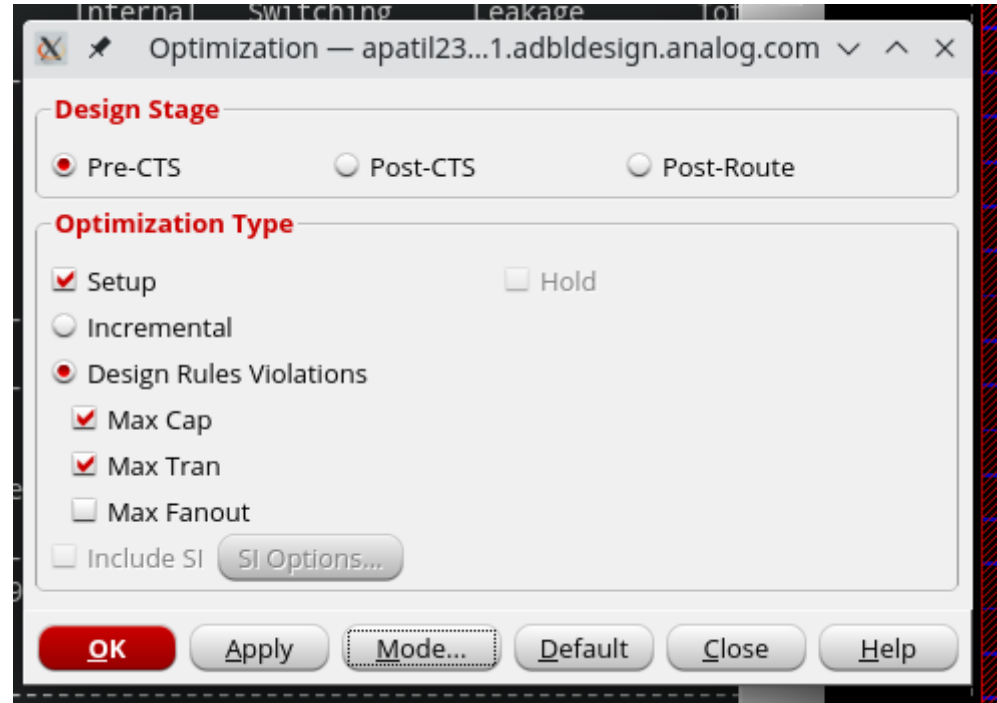 Internal Switching Leakage
Optimization — apatil23...1.adbldesign.analog.com
Design Stage
Pre-CTS Post-CTS Post-Route
Optimization Type
Setup Hold
Incremental
Design Rules Violations
Max Cap
Max Tran
Max Fanout
Include SI SI Options...
OK Apply Mode... Default Close Help